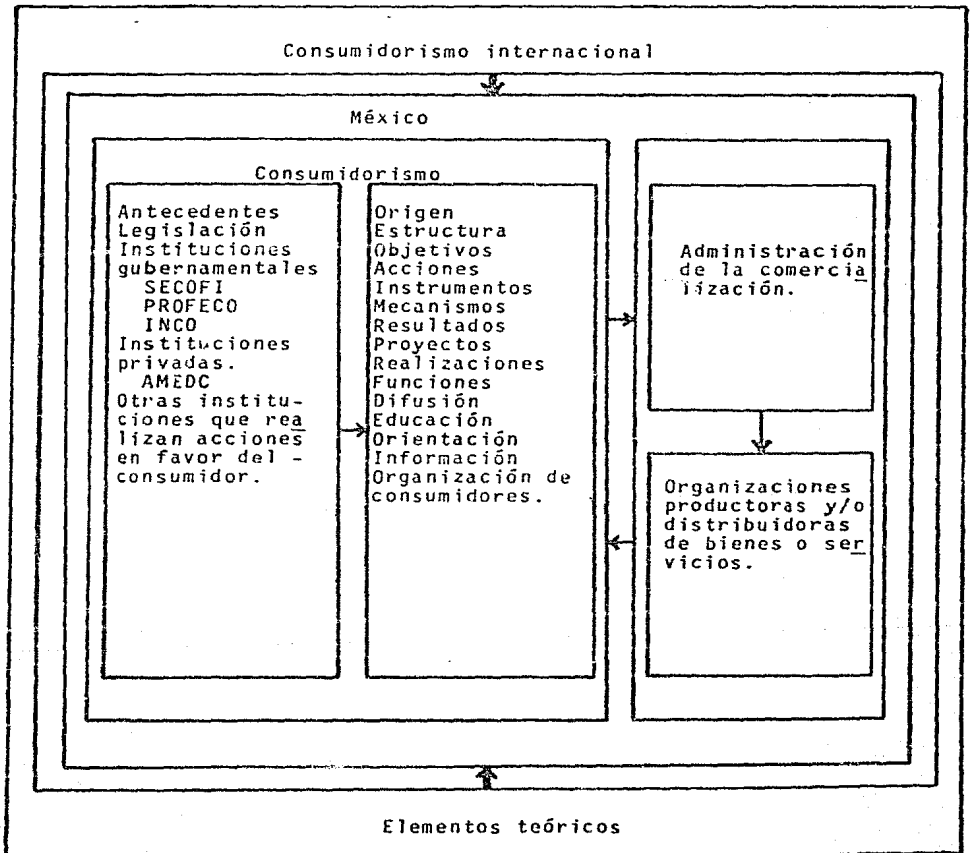 Consumidorismo internacional
México
Consumidorismo
Antecedentes
Legislación
Instituciones
gubernamentales
SECOFI
PROFECO
INCO
Instituciones
privadas.
AMEDC
Otras institu-
ciones que rea
lizan acciones
en favor del -
consumidor.
Origen
Estructura
Objetivos
Acciones
Instrumentos
Mecanismos
Resultados
Proyectos
Realizaciones
Funciones
Difusión
Educación
Orientación
Información
Organización de
consumidores.
Administración
de la comercia
lización.
Organizaciones
productoras y/o
distribuidoras
de bienes o ser
vicios.
Elementos teóricos